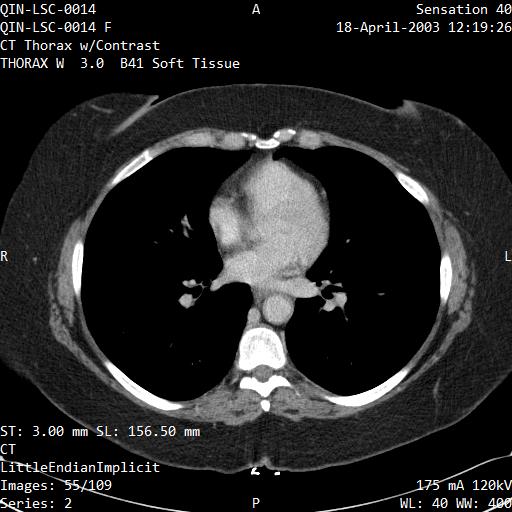 QIN-LSC-0014 A Sensation 40
QIN-LSC-0014 F 18-April-2003 12:19:26
CT Thorax w/Contrast
THORAX W 3.0 B41 Soft Tissue
R L
ST: 3.00 mm SL: 156.50 mm
CT
LittleEndianImplicit
Images: 55/109 175 mA 120kV
Series: 2 P WL: 40 WW: 400